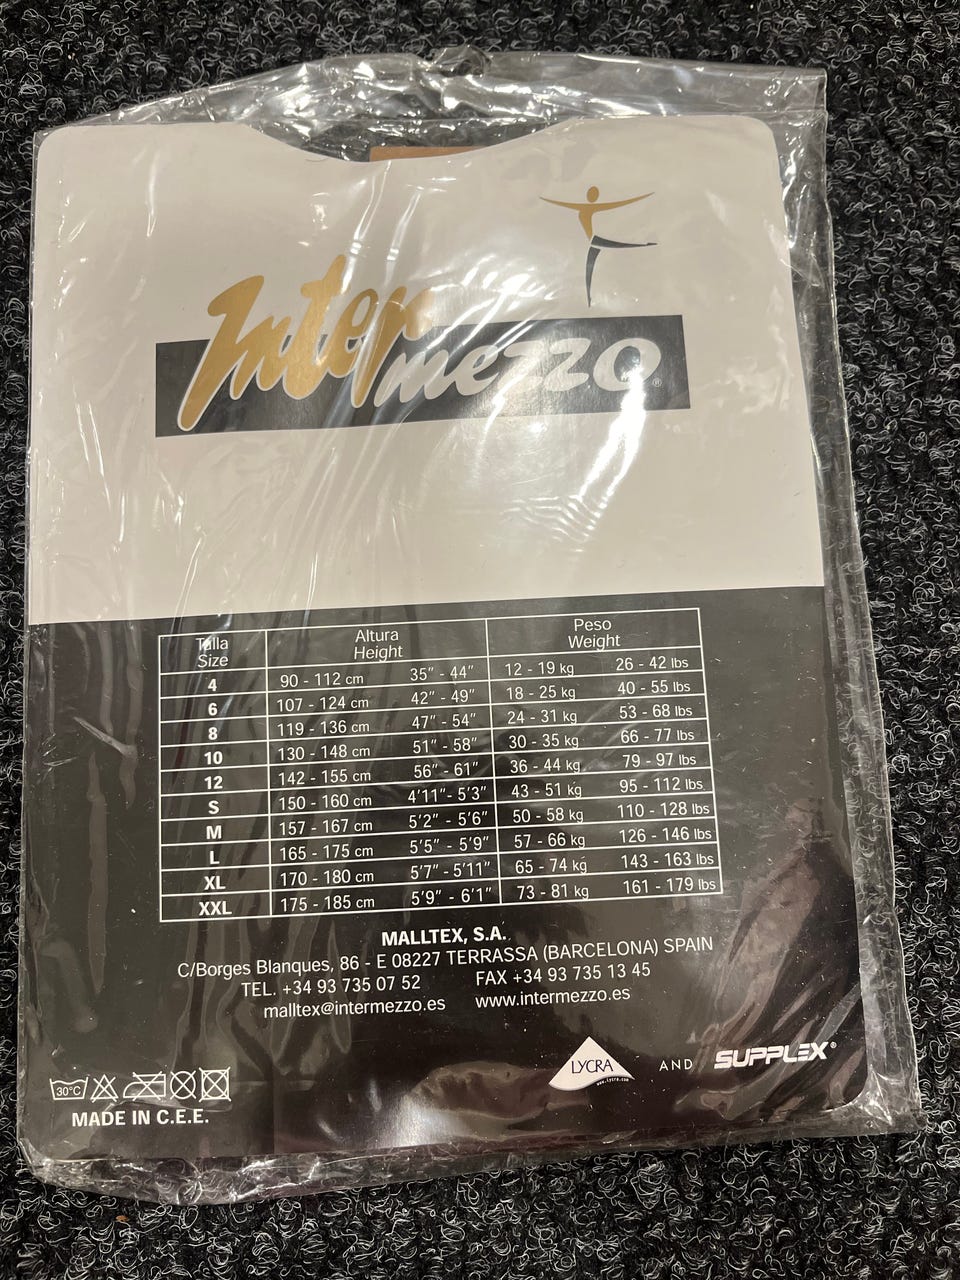 Inter
mezzo®
Talla Altura Peso
Size Height Weight
4 90 - 112 cm 35" - 44" 12 - 19 kg 26 - 42 lbs
6 107 - 124 cm 42" - 49" 18 - 25 kg 40 - 55 lbs
8 119 - 136 cm 47" - 54" 24 - 31 kg 53 - 68 lbs
10 130 - 148 cm 51" - 58" 30 - 35 kg 66 - 77 lbs
12 142 - 155 cm 56" - 61" 36 - 44 kg 79 - 97 lbs
S 150 - 160 cm 4'11"- 5'3" 43 - 51 kg 95 - 112 lbs
M 157 - 167 cm 5'2" - 5'6" 50 - 58 kg 110 - 128 lbs
L 165 - 175 cm 5'5" - 5'9" 57 - 66 kg 126 - 146 lbs
XL 170 - 180 cm 5'7" - 5'11" 65 - 74 kg 143 - 163 lbs
XXL 175 - 185 cm 5'9" - 6'1" 73 - 81 kg 161 - 179 lbs
MALLTEX, S.A.
C/Borges Blanques, 86 - E 08227 TERRASSA (BARCELONA) SPAIN
TEL. +34 93 735 07 52 FAX +34 93 735 13 45
malltex@intermezzo.es www.intermezzo.es
LYCRA AND SUPPLEX®
www.lycra.com
30°C
MADE IN C.E.E.